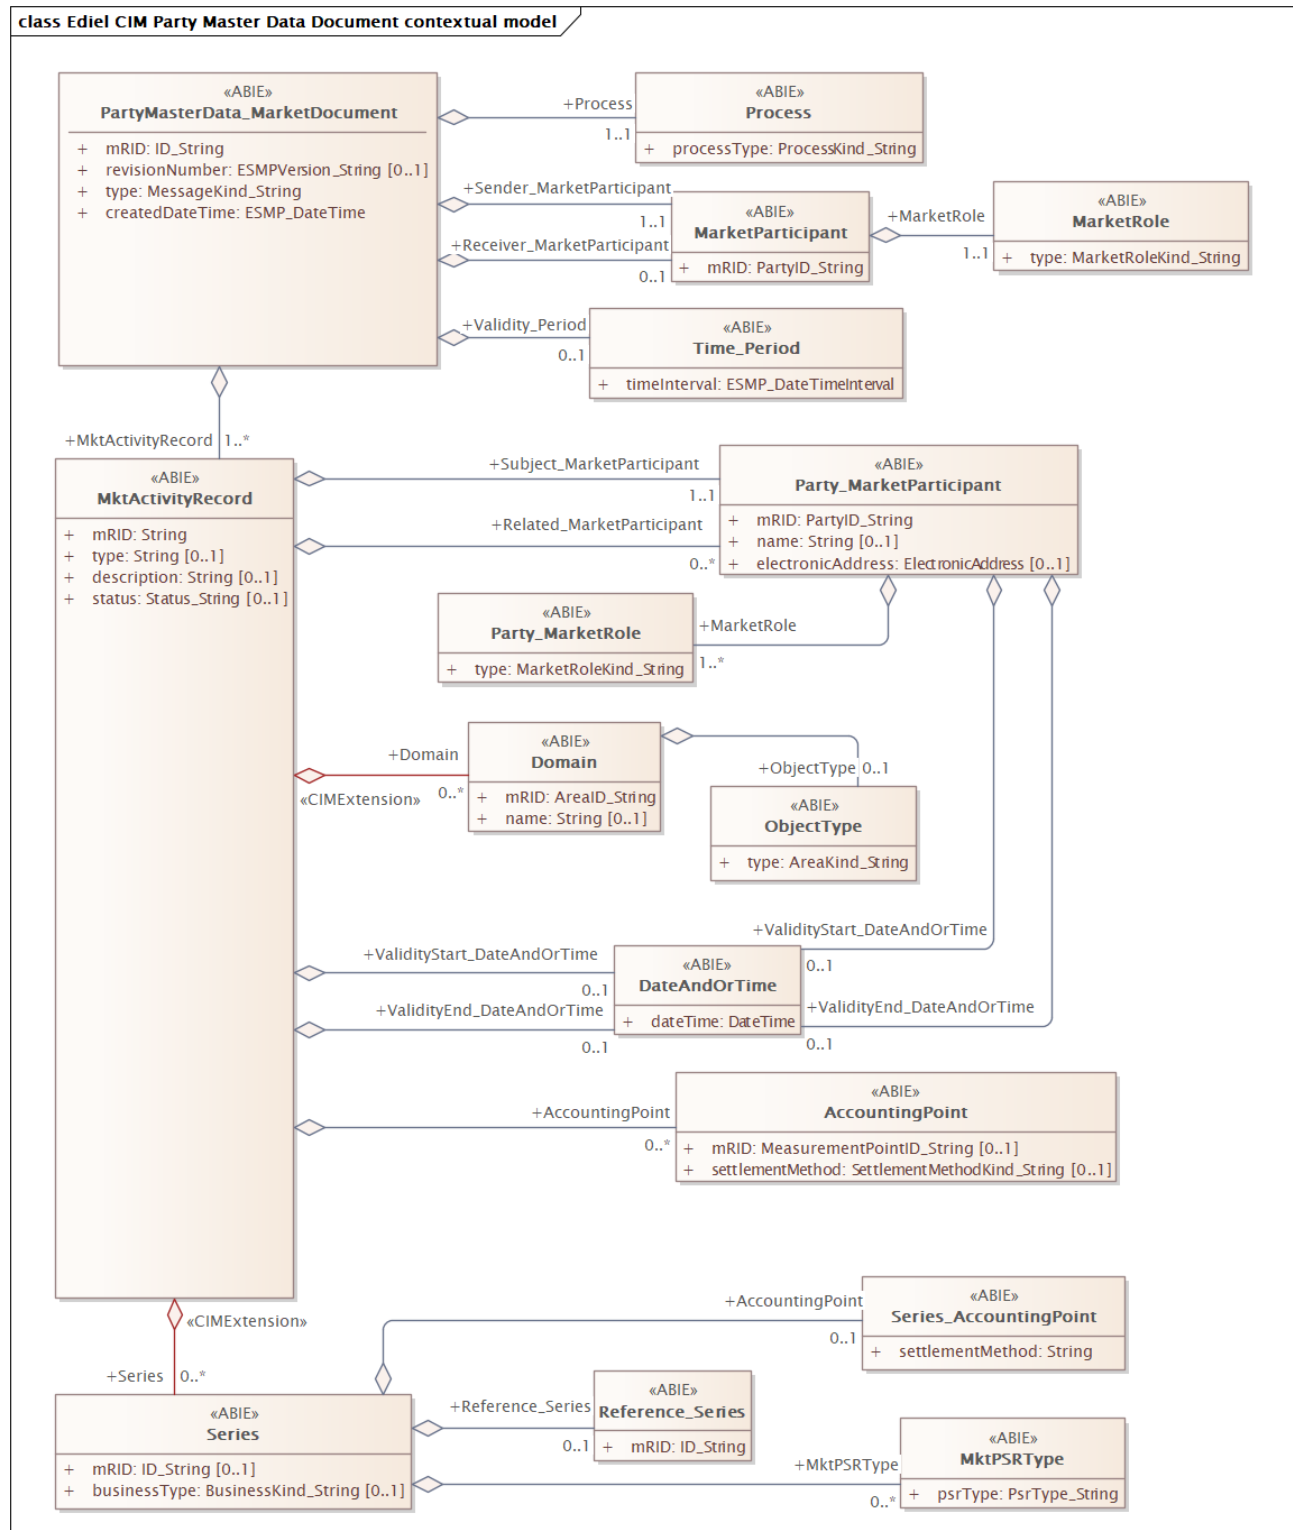 class Ediel CIM Party Master Data Document contextual model
«ABIE»
PartyMasterData_MarketDocument
+ mRID: ID_String
+ revisionNumber: ESMPVersion_String [0..1]
+ type: MessageKind_String
+ createdDateTime: ESMP_DateTime
+Process
1..1
«ABIE»
Process
+ processType: ProcessKind_String
+Sender_MarketParticipant
1..1
+Receiver_MarketParticipant
0..1
«ABIE»
MarketParticipant
+ mRID: PartyID_String
+MarketRole
1..1
«ABIE»
MarketRole
+ type: MarketRoleKind_String
+Validity_Period
0..1
«ABIE»
Time_Period
+ timeInterval: ESMP_DateTimeInterval
+MktActivityRecord 1..*
«ABIE»
MktActivityRecord
+ mRID: String
+ type: String [0..1]
+ description: String [0..1]
+ status: Status_String [0..1]
+Subject_MarketParticipant
1..1
+Related_MarketParticipant
0..*
«ABIE»
Party_MarketParticipant
+ mRID: PartyID_String
+ name: String [0..1]
+ electronicAddress: ElectronicAddress [0..1]
«ABIE»
Party_MarketRole
+ type: MarketRoleKind_String
+MarketRole
1..*
+Domain
«CIMExtension»
0..*
«ABIE»
Domain
+ mRID: AreaID_String
+ name: String [0..1]
+ObjectType 0..1
«ABIE»
ObjectType
+ type: AreaKind_String
+ValidityStart_DateAndOrTime
0..1
+ValidityEnd_DateAndOrTime
0..1
«ABIE»
DateAndOrTime
+ dateTime: DateTime
+ValidityStart_DateAndOrTime
0..1
+ValidityEnd_DateAndOrTime
0..1
+AccountingPoint
0..*
«ABIE»
AccountingPoint
+ mRID: MeasurementPointID_String [0..1]
+ settlementMethod: SettlementMethodKind_String [0..1]
«CIMExtension»
+Series 0..*
+AccountingPoint
0..1
«ABIE»
Series_AccountingPoint
+ settlementMethod: String
«ABIE»
Series
+ mRID: ID_String [0..1]
+ businessType: BusinessKind_String [0..1]
+Reference_Series
0..1
«ABIE»
Reference_Series
+ mRID: ID_String
+MktPSRType
0..*
«ABIE»
MktPSRType
+ psrType: PsrType_String